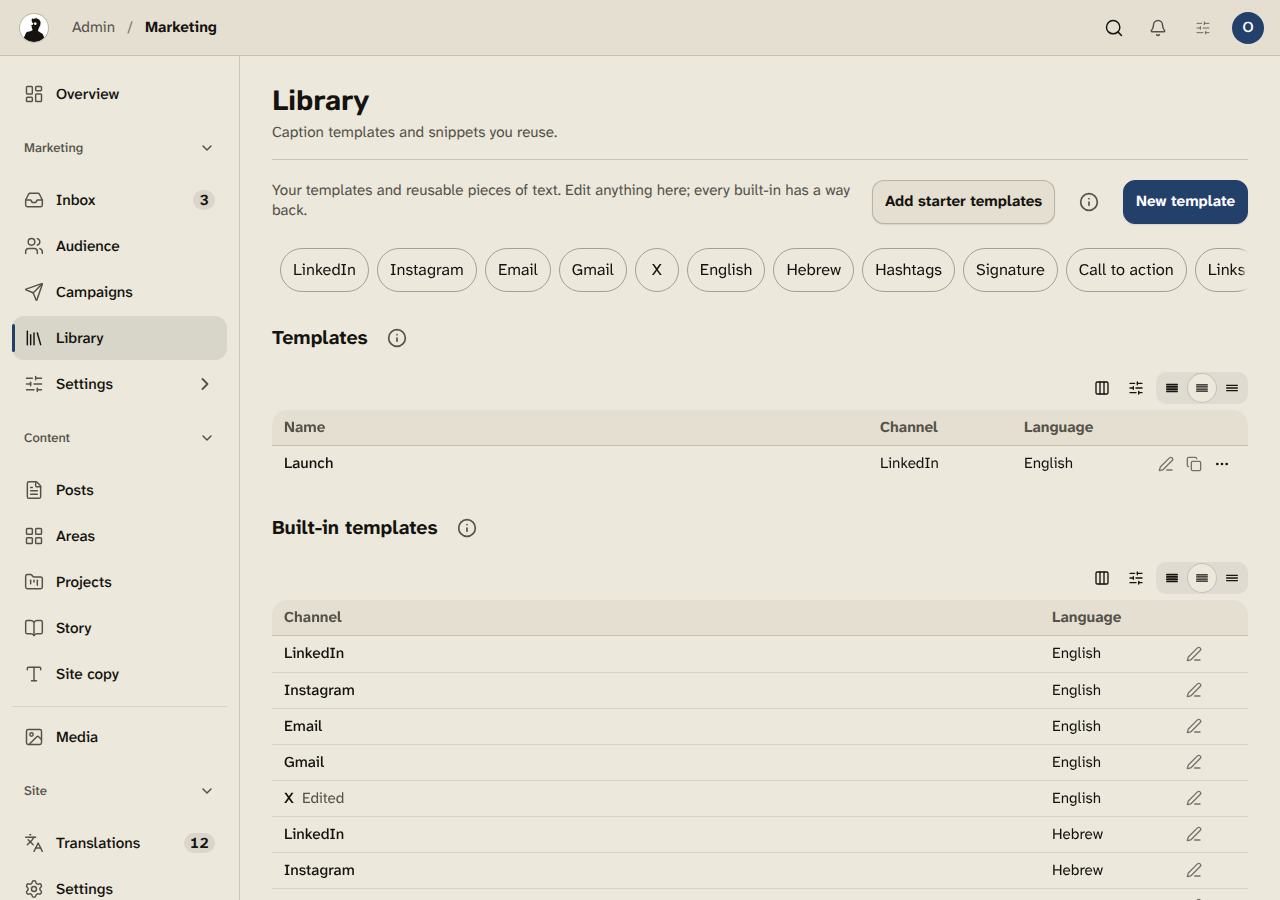 Admin / Marketing
O
Overview
Marketing
Inbox 3
Audience
Campaigns
Library
Settings
Content
Posts
Areas
Projects
Story
Site copy
Media
Site
Translations 12
Settings
Library
Caption templates and snippets you reuse.
Your templates and reusable pieces of text. Edit anything here; every built-in has a way
back.
Add starter templates
New template
LinkedIn Instagram Email Gmail X English Hebrew Hashtags Signature Call to action Links
Templates
Name Channel Language
Launch LinkedIn English
Built-in templates
Channel Language
LinkedIn English
Instagram English
Email English
Gmail English
X Edited English
LinkedIn Hebrew
Instagram Hebrew